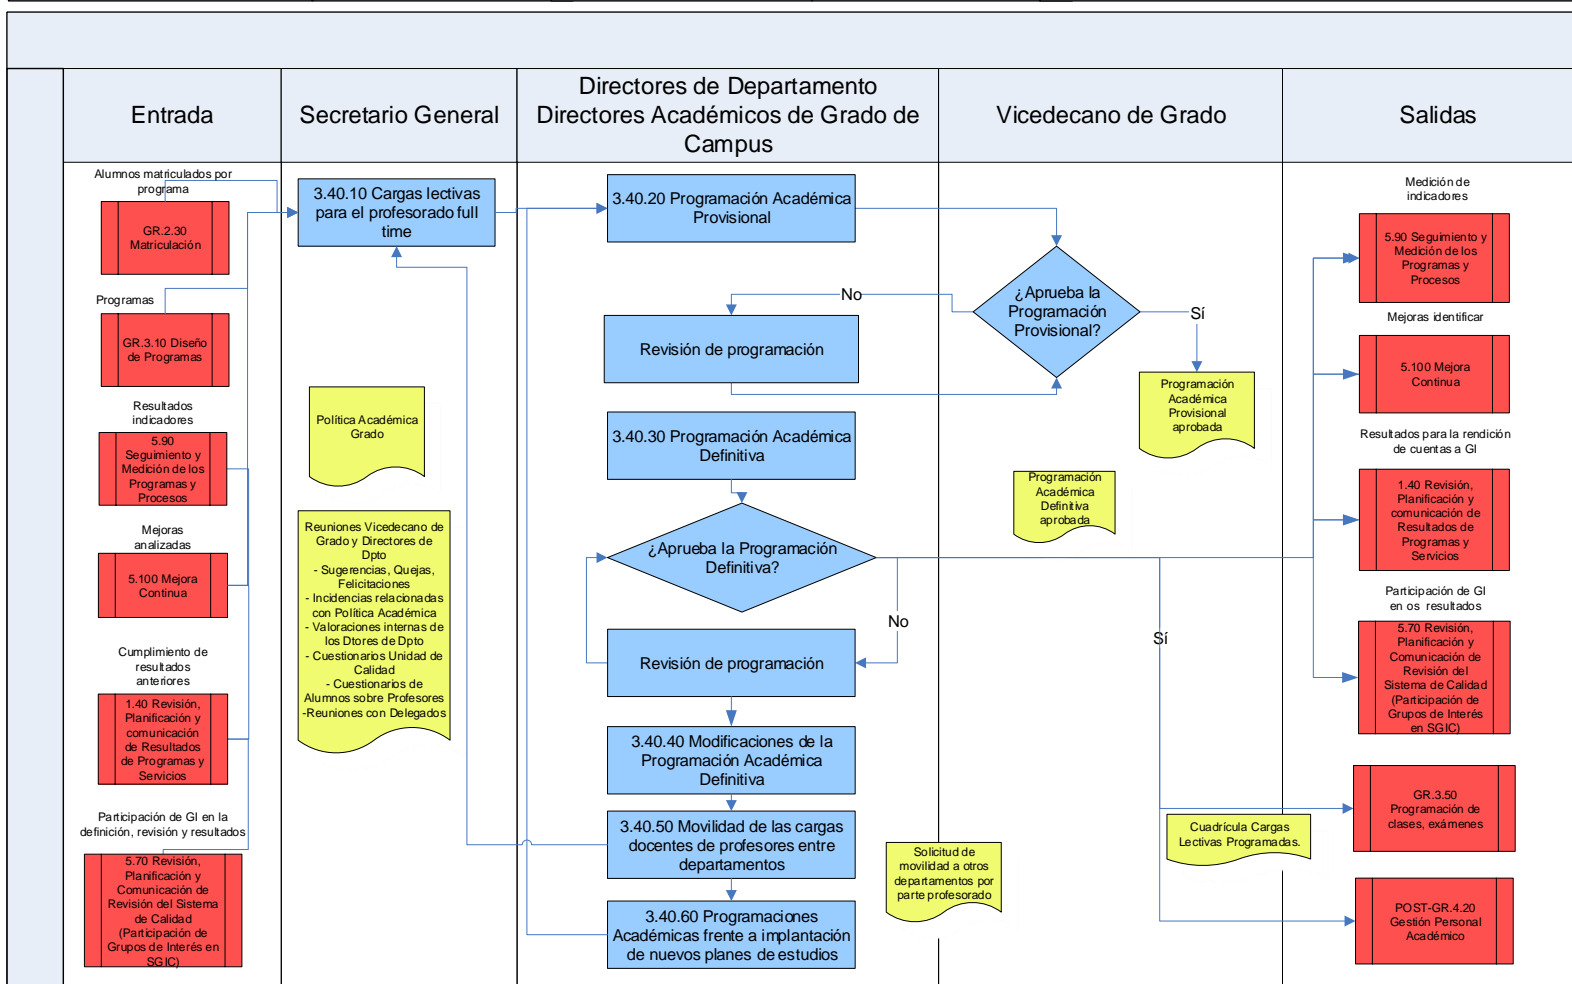 Entrada
Secretario General
Directores de Departamento
Directores Académicos de Grado de
Campus
Vicedecano de Grado
Salidas
Alumnos matriculados por
programa
GR.2.30
Matriculación
Programas
GR.3.10 Diseño
de Programas
Resultados
indicadores
5.90
Seguimiento y
Medición de los
Programas y
Procesos
Mejoras
analizadas
5.100 Mejora
Continua
Cumplimiento de
resultados
anteriores
1.40 Revisión,
Planificación y
comunicación
de Resultados
de Programas y
Servicios
Participación de GI en la
definición, revisión y resultados
5.70 Revisión,
Planificación y
Comunicación de
Revisión del Sistema
de Calidad
(Participación de
Grupos de Interés en
SGIC)
3.40.10 Cargas lectivas
para el profesorado full
time
Política Académica
Grado
Reuniones Vicedecano de
Grado y Directores de
Dpto
- Sugerencias, Quejas,
Felicitaciones
- Incidencias relacionadas
con Política Académica
- Valoraciones internas de
los Dtores de Dpto
- Cuestionarios Unidad de
Calidad
- Cuestionarios de
Alumnos sobre Profesores
-Reuniones con Delegados
3.40.20 Programación Académica
Provisional
No
Revisión de programación
3.40.30 Programación Académica
Definitiva
¿Aprueba la Programación
Definitiva?
No
Revisión de programación
3.40.40 Modificaciones de la
Programación Académica
Definitiva
3.40.50 Movilidad de las cargas
docentes de profesores entre
departamentos
3.40.60 Programaciones
Académicas frente a implantación
de nuevos planes de estudios
¿Aprueba la
Programación
Provisional?
Sí
Programación
Académica
Provisional
aprobada
Programación
Académica
Definitiva
aprobada
Sí
Solicitud de
movilidad a otros
departamentos por
parte profesorado
Cuadrícula Cargas
Lectivas Programadas.
Medición de
indicadores
5.90 Seguimiento y
Medición de los
Programas y
Procesos
Mejoras identificar
5.100 Mejora
Continua
Resultados para la rendición
de cuentas a GI
1.40 Revisión,
Planificación y
comunicación de
Resultados de
Programas y
Servicios
Participación de GI
en os resultados
5.70 Revisión,
Planificación y
Comunicación de
Revisión del
Sistema de Calidad
(Participación de
Grupos de Interés
en SGIC)
GR.3.50
Programación de
clases, exámenes
POST-GR.4.20
Gestión Personal
Académico